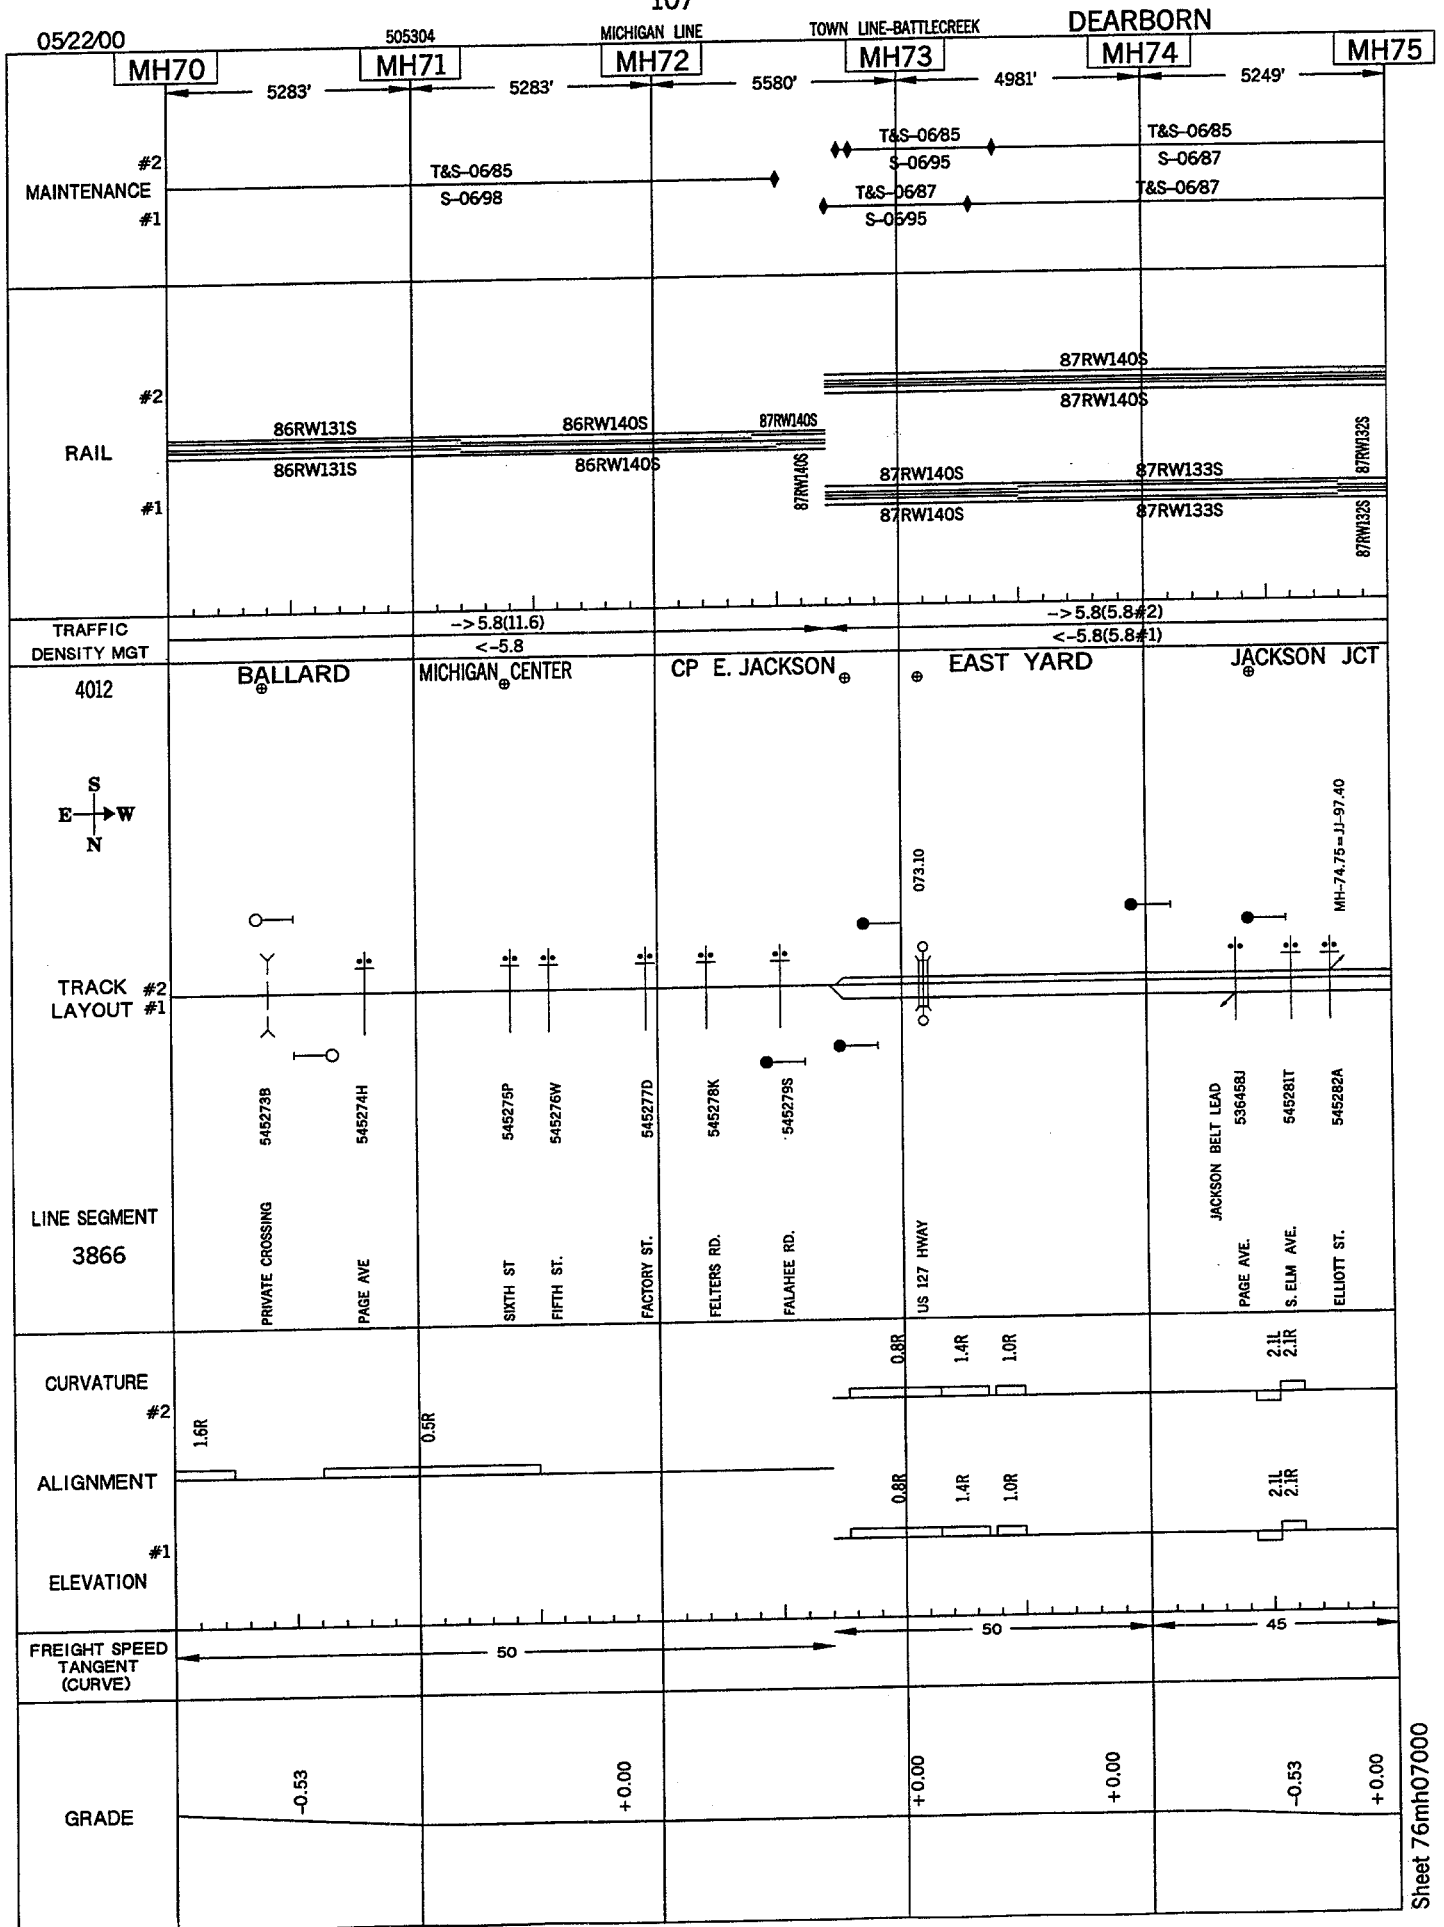 107
05/22/00
505304
MICHIGAN LINE
TOWN LINE-BATTLECREEK
DEARBORN
MH70
MH71
MH72
MH73
MH74
MH75
5283'
5283'
5580'
4981'
5249'
#2
MAINTENANCE
#1
T&S-06/85
S-06/98
T&S-06/85
S-06/95
T&S-06/87
S-06/95
T&S-06/85
S-06/87
T&S-06/87
#2
RAIL
#1
86RW131S
86RW131S
86RW140S
86RW140S
87RW140S
87RW140S
87RW140S
87RW140S
87RW140S
87RW140S
87RW133S
87RW133S
87RW132S
87RW132S
TRAFFIC
DENSITY MGT
->5.8(11.6)
<-5.8
->5.8(5.8#2)
<-5.8(5.8#1)
4012
BALLARD
MICHIGAN CENTER
CP E. JACKSON
EAST YARD
JACKSON JCT
S
E W
N
073.10
MH-74.75=JJ-97.40
TRACK #2
LAYOUT #1
545273B
545274H
545275P
545276W
545277D
545278K
545279S
JACKSON BELT LEAD
536458J
545281T
545282A
LINE SEGMENT
3866
PRIVATE CROSSING
PAGE AVE
SIXTH ST
FIFTH ST.
FACTORY ST.
FELTERS RD.
FALAHEE RD.
US 127 HWAY
PAGE AVE.
S. ELM AVE.
ELLIOTT ST.
CURVATURE
#2
ALIGNMENT
#1
ELEVATION
1.6R
0.5R
0.8R
1.4R
1.0R
2.1L
2.1R
0.8R
1.4R
1.0R
2.1L
2.1R
FREIGHT SPEED
TANGENT
(CURVE)
50
50
45
GRADE
-0.53
+0.00
+0.00
+0.00
-0.53
+0.00
Sheet 76mh07000